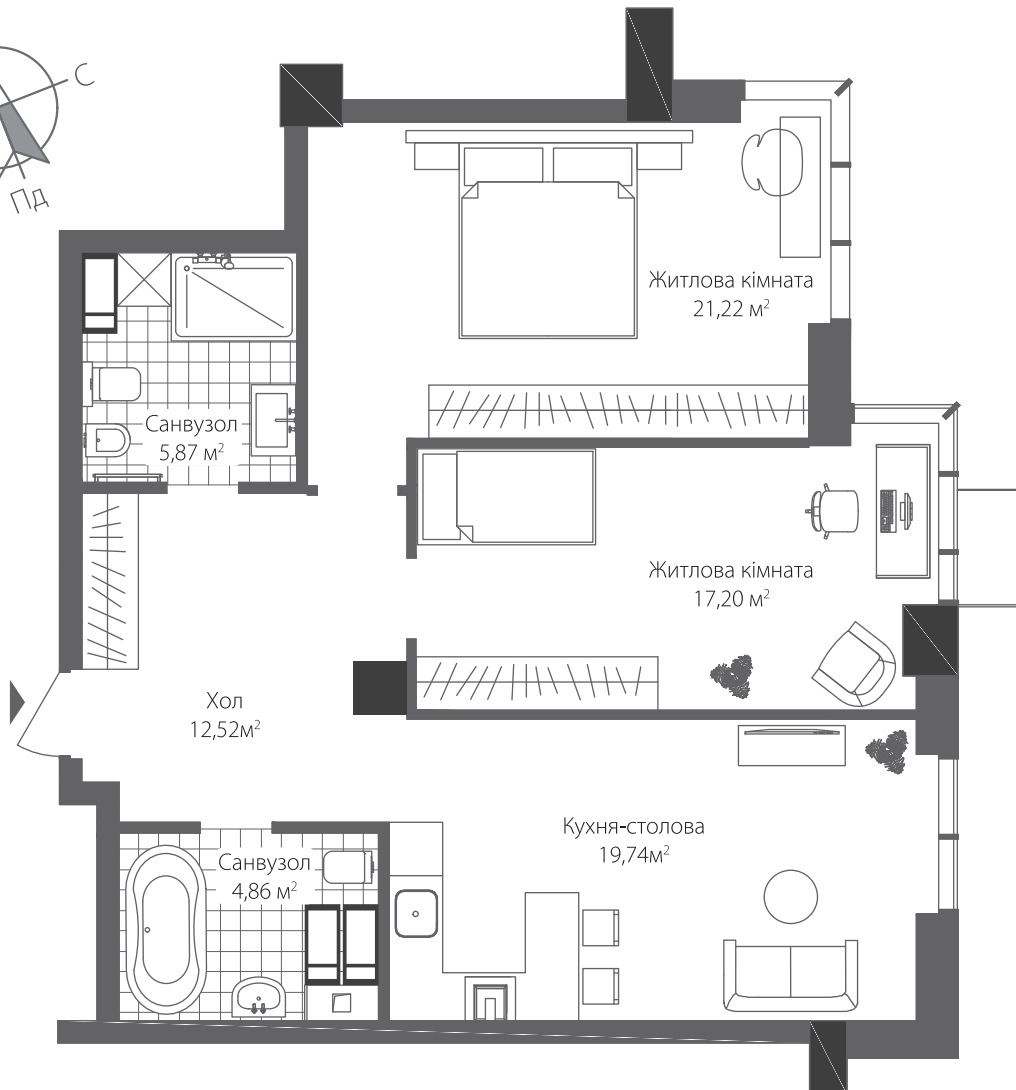 С
Пд
Житлова кімната
21,22 м²
Санвузол
5,87 м²
Житлова кімната
17,20 м²
Хол
12,52м²
Кухня-столова
19,74м²
Санвузол
4,86 м²